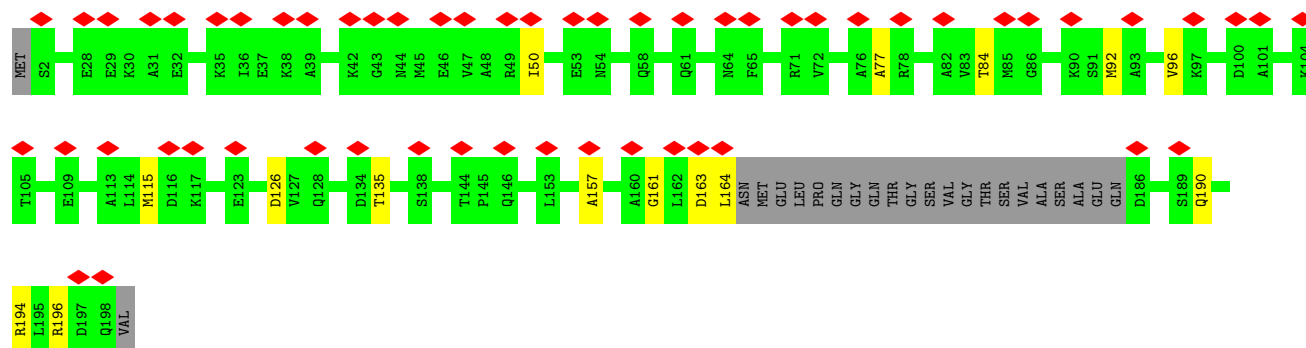 MET S2 E28 E29 K30 A31 E32 K35 I36 E37 K38 A39 K42 G43 N44 M45 E46 V47 A48 R49 I50 E53 N54 Q58 Q61 N64 F65 R71 V72 A76 A77 R78 A82 V83 T84 M85 G86 K90 S91 M92 A93 V96 K97 D100 A101 K104
T105 E109 A113 L114 M115 D116 K117 E123 D126 V127 Q128 D134 T135 S138 T144 P145 Q146 L153 A157 A160 G161 L162 D163 L164 ASN MET GLU LEU PRO GLN GLY GLN THR GLY SER VAL GLY THR SER VAL ALA SER ALA GLU GLN D186 S189 Q190
R194 L195 R196 D197 Q198 VAL